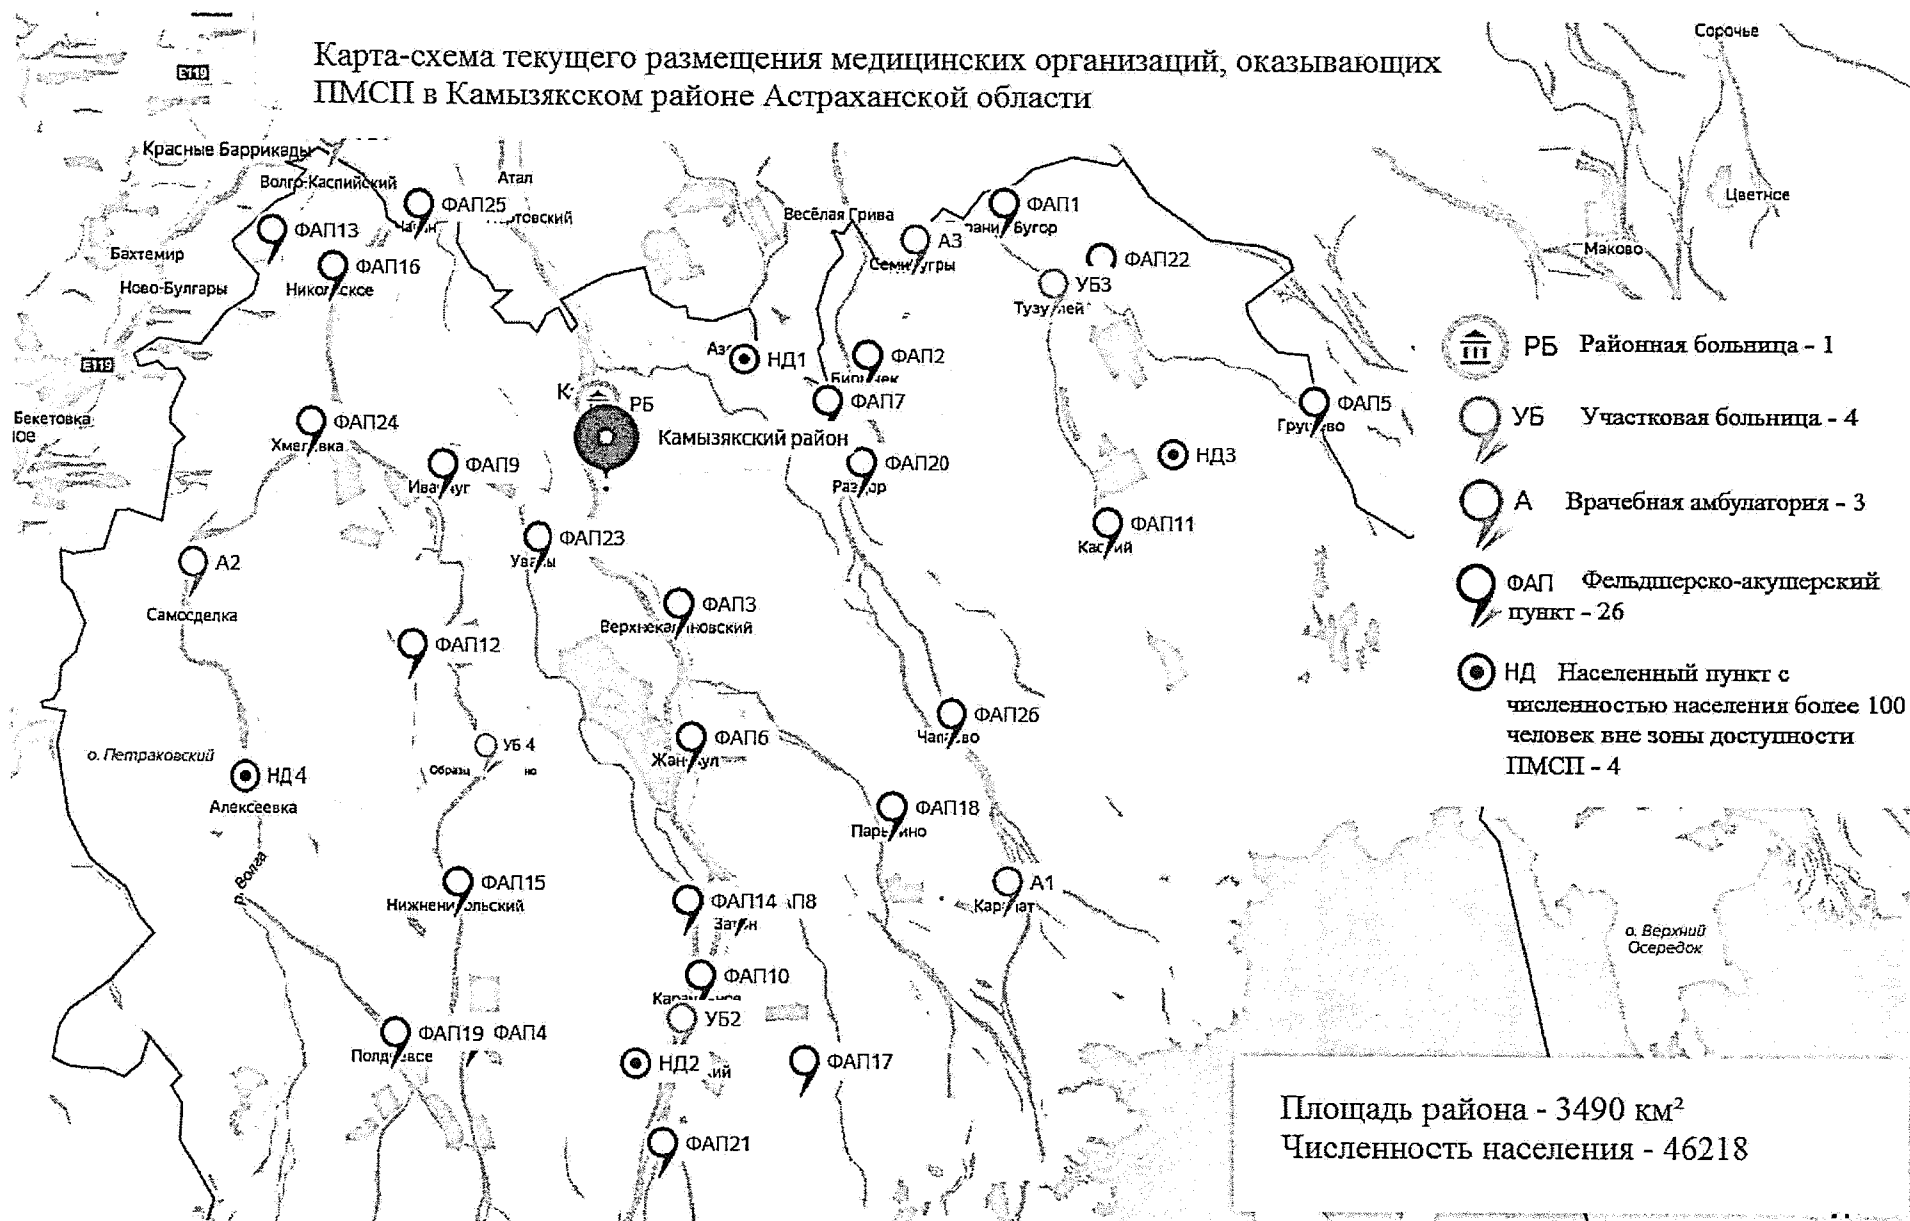 Карта-схема текущего размещения медицинских организаций, оказывающих
ПМСП в Камызякском районе Астраханской области
Сорочье
E119
Красные Баррикады
Волго-Каспийский
Атал
ФАП25
ФАП13
ФАП16
Бахтемир
Ново-Булгары
Весёлая Грива
ФАП1
Бугор
А3
ФАП22
УБ3
Цветное
Маково
E119
НД1
ФАП2
ФАП7
РБ
Камызякский район
ФАП5
Бекетовка
ФАП24
ФАП9
ФАП20
НД3
ФАП11
ФАП23
А2
Самосделка
ФАП3
ФАП12
ФАП26
ФАП6
УБ 4
о. Петраковский
НД4
Алексеевка
ФАП18
р. Волга
ФАП15
А1
ФАП14
П8
ФАП10
УБ2
НД2
ФАП17
ФАП19
ФАП4
ФАП21
о. Верхний
Осередок
РБ Районная больница – 1
УБ Участковая больница - 4
А Врачебная амбулатория – 3
ФАП Фельдшерско-акушерский
пункт – 26
НД Населенный пункт с
численностью населения более 100
человек вне зоны доступности
ПМСП – 4
Площадь района - 3490 км²
Численность населения - 46218